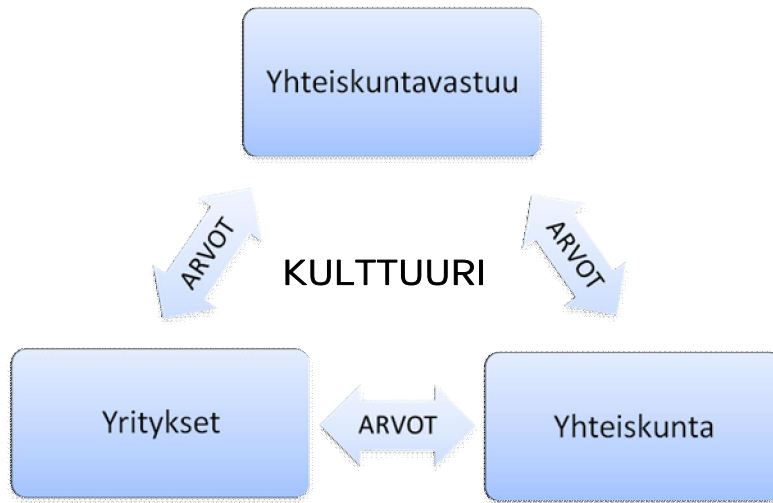 Yhteiskuntavastuu
ARVOT
ARVOT
KULTTUURI
Yritykset
ARVOT
Yhteiskunta